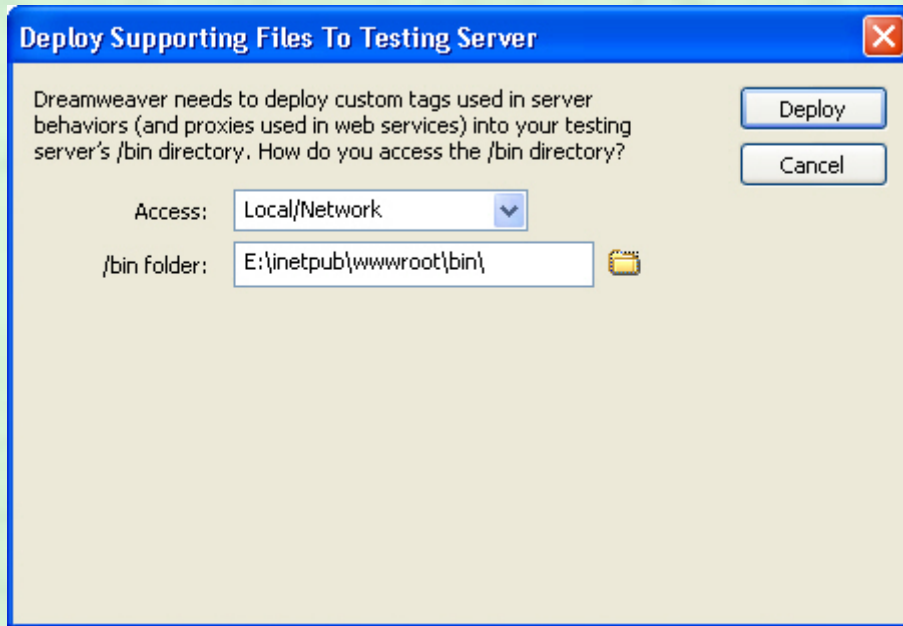 Deploy Supporting Files To Testing Server
Dreamweaver needs to deploy custom tags used in server
behaviors (and proxies used in web services) into your testing
server's /bin directory. How do you access the /bin directory?
Deploy
Cancel
Access: Local/Network
/bin folder: E:\inetpub\wwwroot\bin\